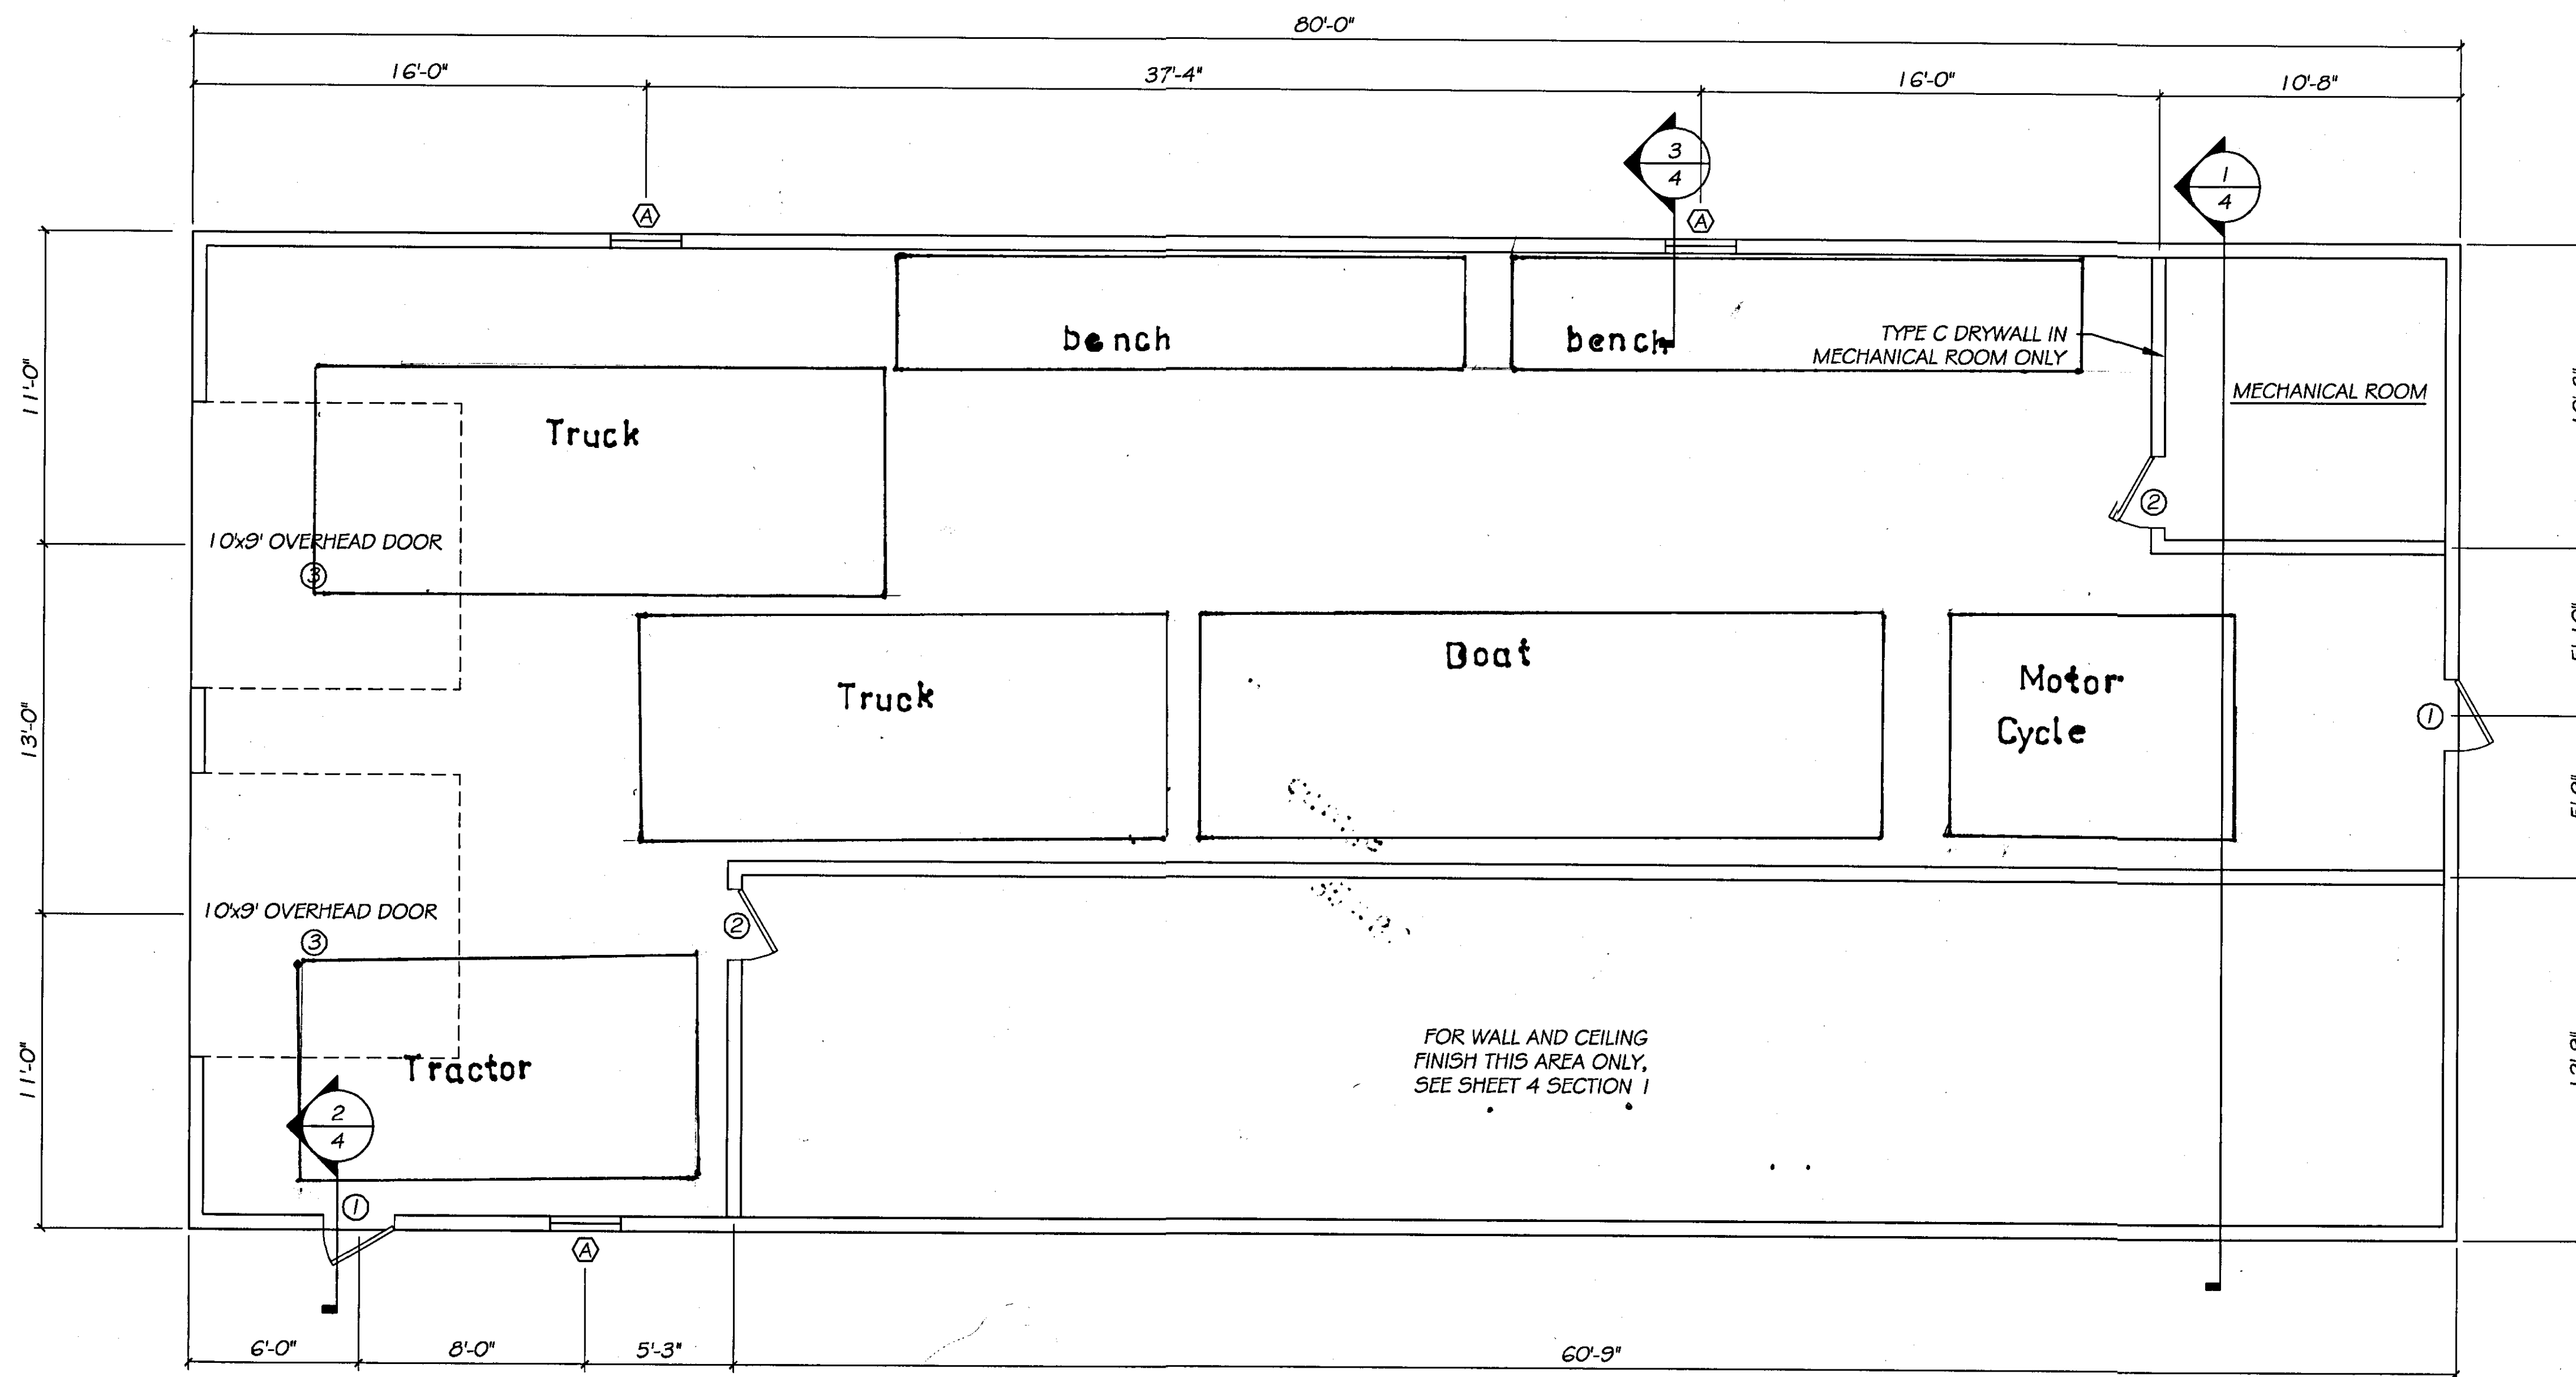 80'-0"
16'-0"
37'-4"
16'-0"
10'-8"
3
4
1
4
A
A
bench
bench
TYPE C DRYWALL IN
MECHANICAL ROOM ONLY
MECHANICAL ROOM
11'-0"
Truck
2
10'x9' OVERHEAD DOOR
3
Boat
Truck
Motor
Cycle
1
13'-0"
10'x9' OVERHEAD DOOR
2
3
FOR WALL AND CEILING
FINISH THIS AREA ONLY,
SEE SHEET 4 SECTION 1
Tractor
11'-0"
2
4
1
A
6'-0"
8'-0"
5'-3"
60'-9"